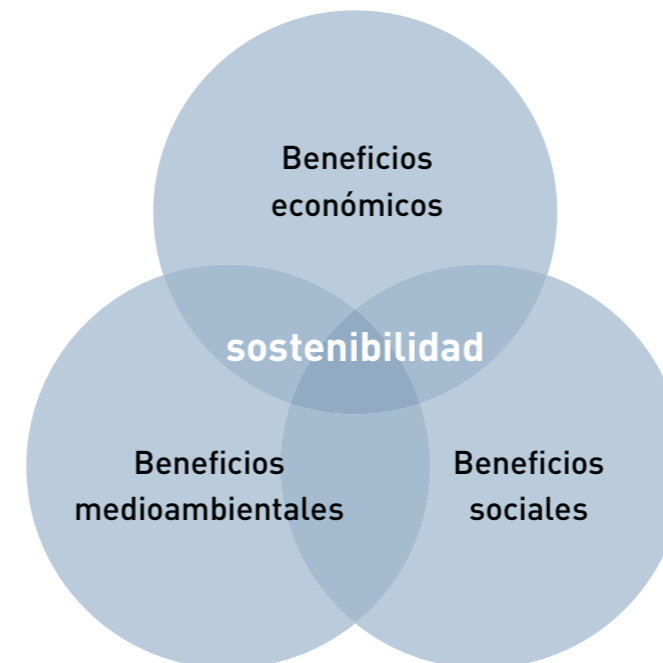 Beneficios
económicos
sostenibilidad
Beneficios
medioambientales
Beneficios
sociales